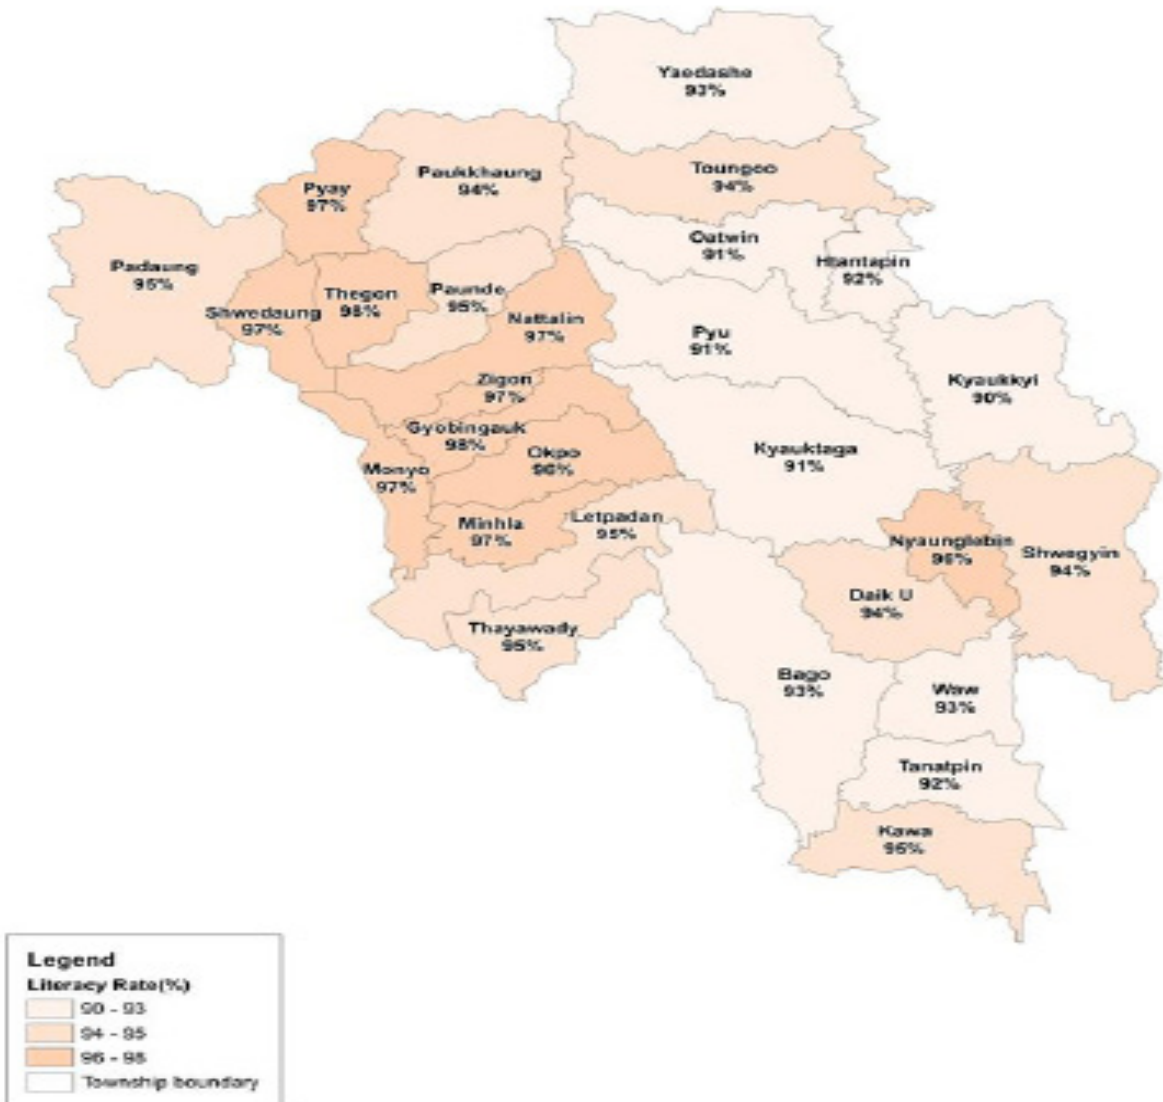 Yaedashe
93%
Toungoo
94%
Paukkhaung
94%
Pyay
97%
Oatwin
91%
Htantapin
92%
Padaung
95%
Thegon
98%
Paunde
95%
Shwedaung
97%
Nattalin
97%
Pyu
91%
Kyaukkyi
90%
Zigon
97%
Gyobingauk
98%
Okpo
96%
Kyauktaga
91%
Monyo
97%
Minhla
97%
Letpadan
95%
Nyaunglebin
96%
Shwegyin
94%
Daik U
94%
Thayawady
95%
Bago
93%
Waw
93%
Tanatpin
92%
Kawa
95%
Legend
Literacy Rate(%)
90 - 93
94 - 95
96 - 98
Township boundary